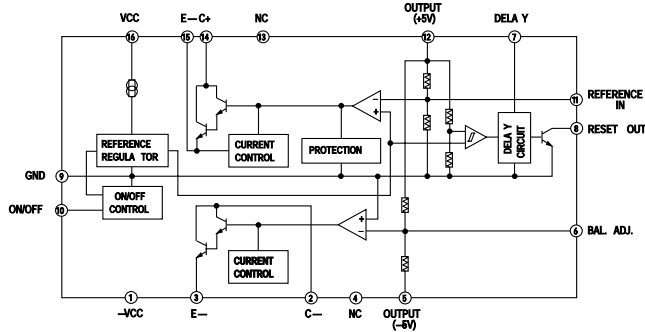 OUTPUT
(+5V)
VCC
E— C+
NC
DELA Y
16
15
14
13
12
7
REFERENCE
IN
11
RESET OUT
8
REFERENCE
REGULA TOR
CURRENT
CONTROL
PROTECTION
DELA Y
CIRCUIT
GND
9
ON/OFF
10
ON/OFF
CONTROL
CURRENT
CONTROL
6
BAL. ADJ.
1
3
2
4
5
–VCC
E—
C—
NC
OUTPUT
(–5V)
−
+
+
−